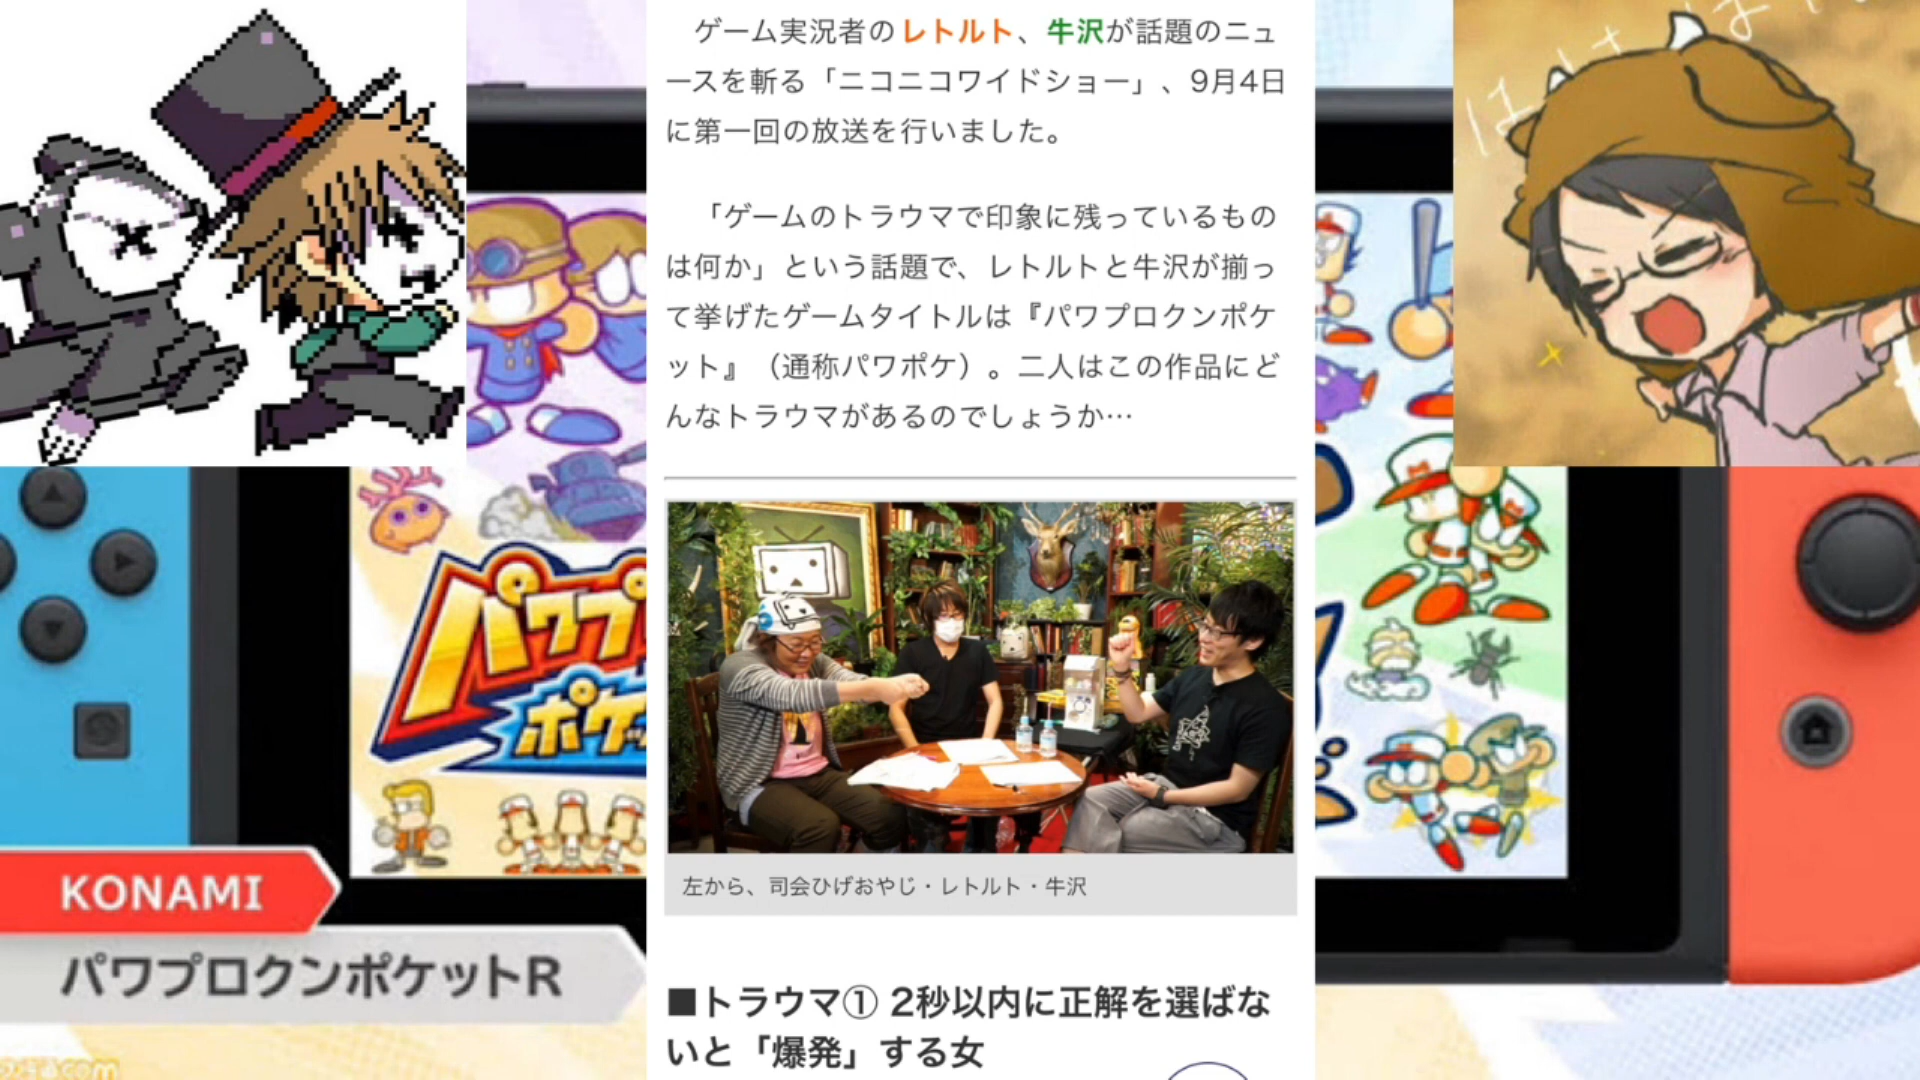 ゲーム実況者のレトルト、牛沢が話題のニュ
ースを斬る「ニコニコワイドショー」、9月4日
に第一回の放送を行いました。
「ゲームのトラウマで印象に残っているもの
は何か」という話題で、レトルトと牛沢が揃っ
て挙げたゲームタイトルは『パワプロクンポケ
ット』（通称パワポケ）。二人はこの作品にど
んなトラウマがあるのでしょうか…
左から、司会ひげおやじ・レトルト・牛沢
■トラウマ① 2秒以内に正解を選ばな
いと「爆発」する女
パワプ
ポケ
KONAMI
パワプロクンポケットR